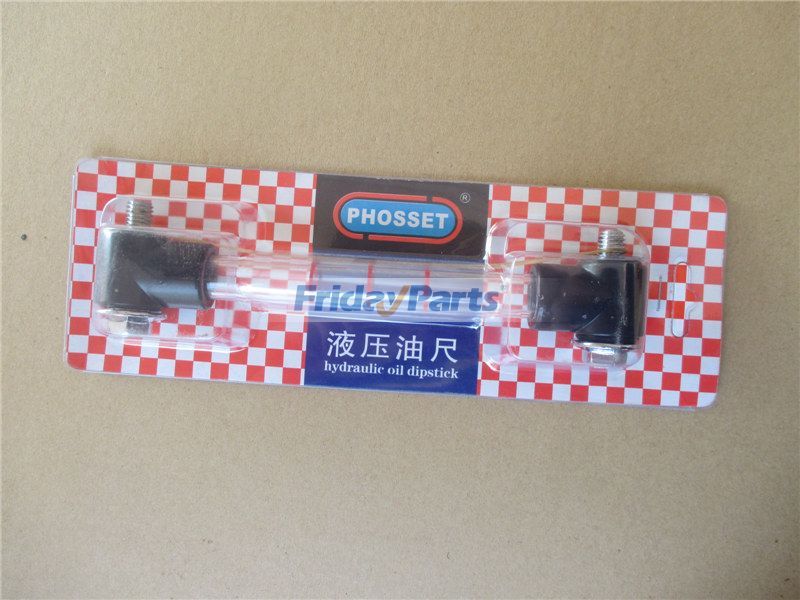 PHOSSET
®
FridayParts
液压油尺
hydraulic oil dipstick